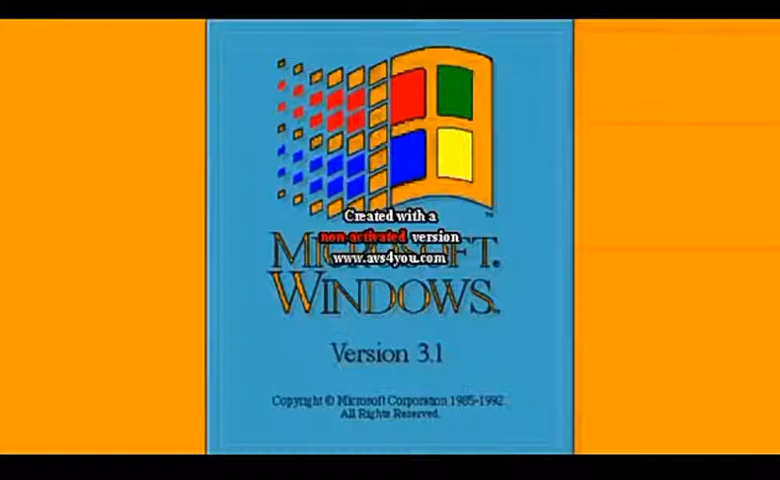 Created with a
non-activated version
www.avs4you.com
MICROSOFT.
WINDOWS.
TM
Version 3.1
Copyright © Microsoft Corporation 1985-1992
All Rights Reserved.